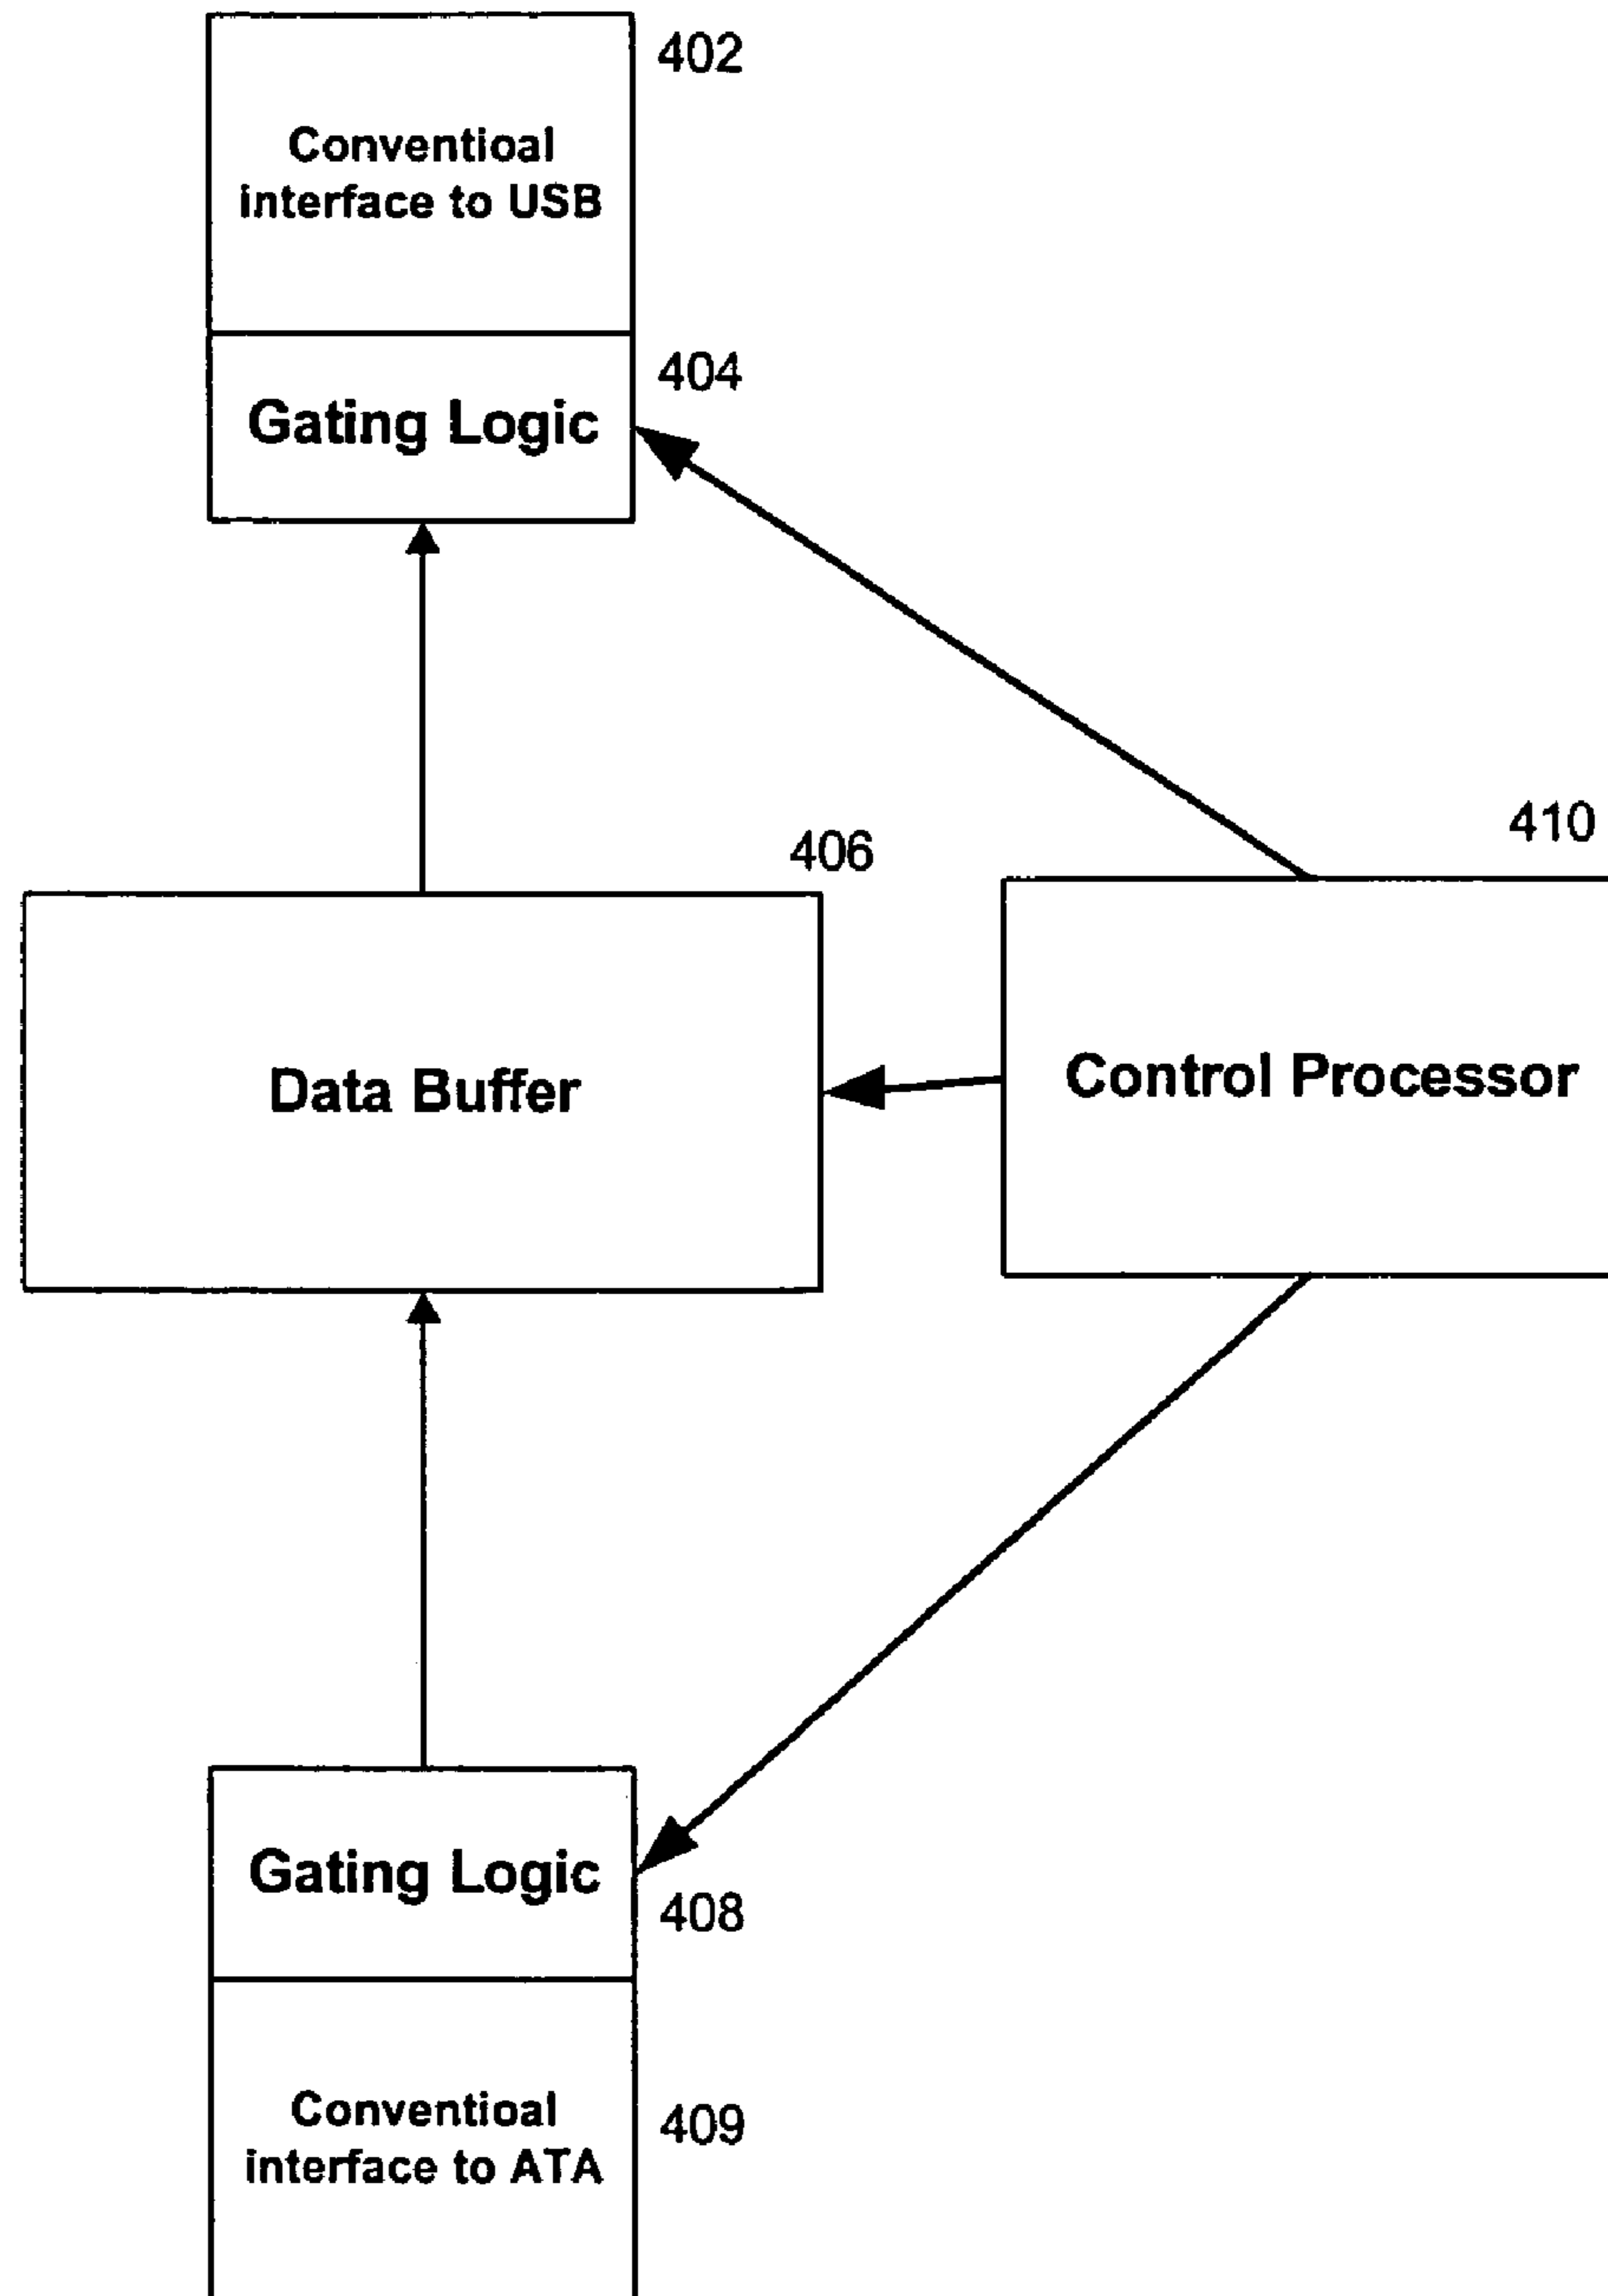 402
Conventioal
interface to USB
404
Gating Logic
406
410
Data Buffer
Control Processor
Gating Logic
408
Conventioal
interface to ATA
409